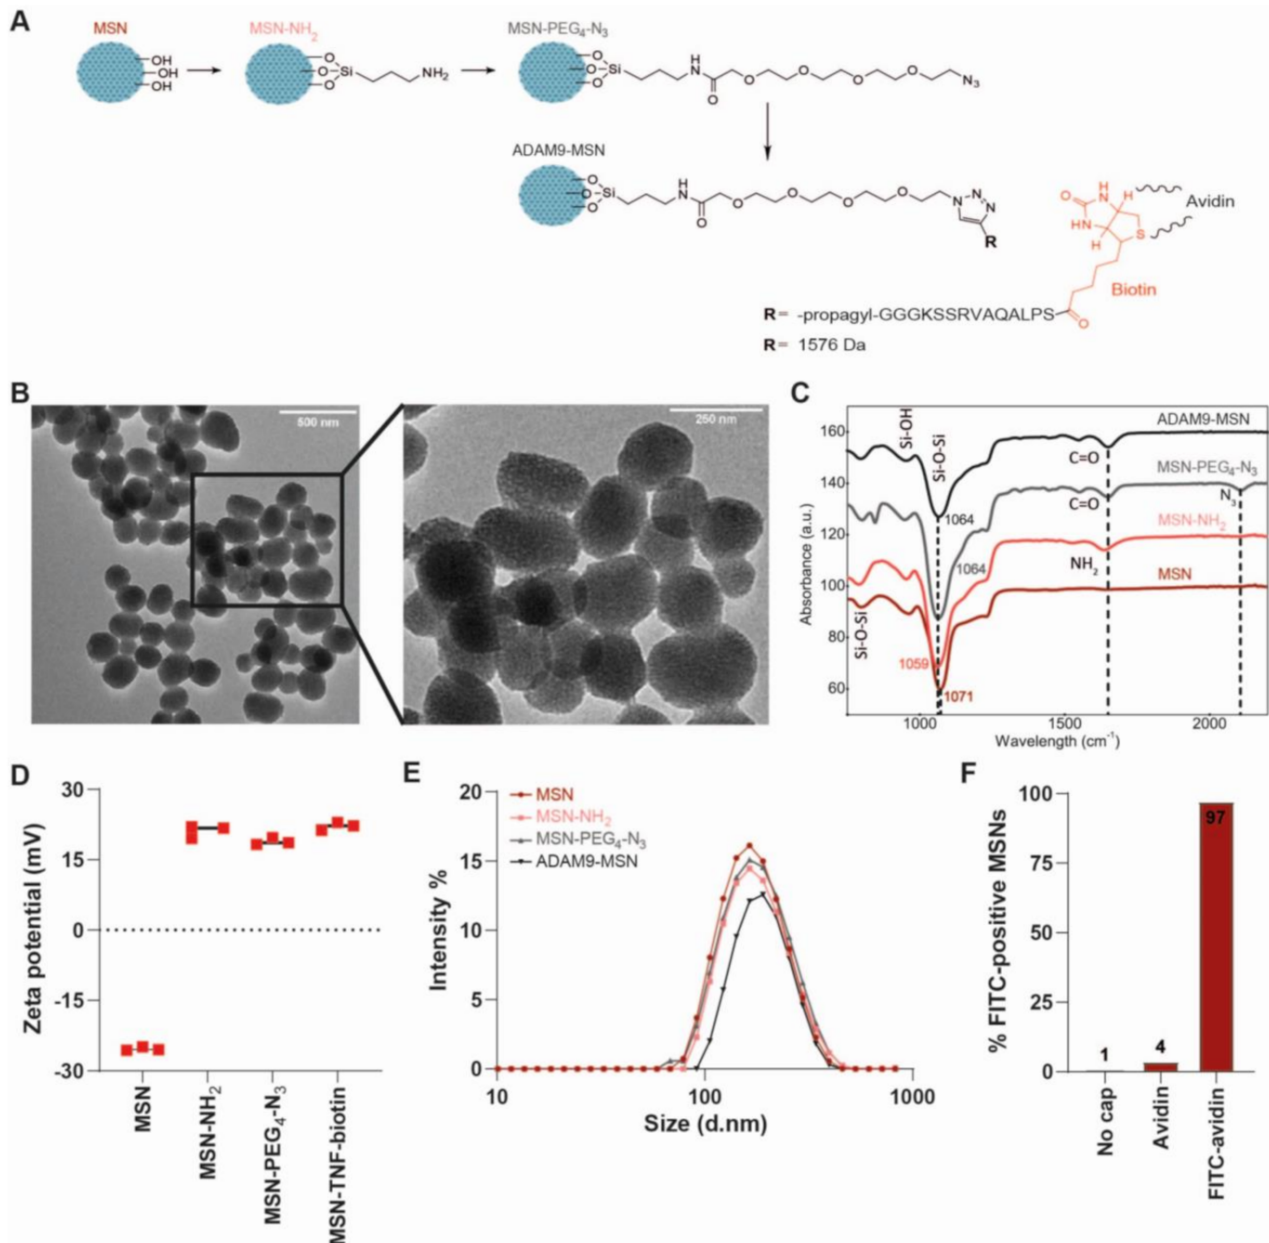 A
MSN
MSN-NH2
MSN-PEG4-N3
OH
OH
OH
O
O
O
Si
NH2
O
O
O
Si
H
N
O
O
O
O
O
N3
ADAM9-MSN
O
O
O
Si
H
N
O
O
O
O
O
N
N
N
R
O
H
N
H
HN
H
S
Avidin
Biotin
O
R= -propagyl-GGGKSSRVAQALPS
R= 1576 Da
B
500 nm
250 nm
C
Absorbance (a.u.)
160
140
120
100
80
60
Si-OH
Si-O-Si
Si-O-Si
ADAM9-MSN
C=O
MSN-PEG4-N3
N3
C=O
1064
MSN-NH2
1064
NH2
MSN
1059
1071
1000
1500
2000
Wavelength (cm-1)
D
Zeta potential (mV)
30
15
0
-15
-30
MSN
MSN-NH2
MSN-PEG4-N3
MSN-TNF-biotin
E
Intensity %
20
15
10
5
0
MSN
MSN-NH2
MSN-PEG4-N3
ADAM9-MSN
10
100
1000
Size (d.nm)
F
% FITC-positive MSNs
100
75
50
25
0
1
4
97
No cap
Avidin
FITC-avidin